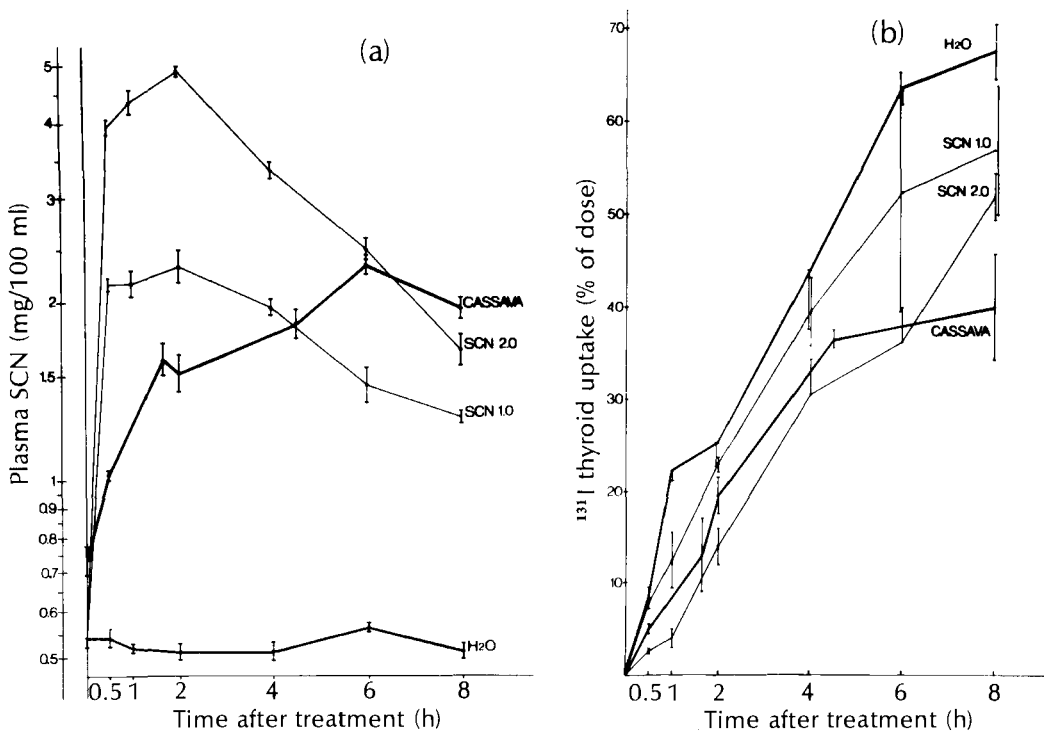 (a)
Plasma SCN (mg/100 ml)
5
4
3
2
1.5
1
0.9
0.8
0.7
0.6
0.5
CASSAVA
SCN 2.0
SCN 1.0
H2O
0.5 1 2 4 6 8
Time after treatment (h)
(b)
131I thyroid uptake (% of dose)
70
60
50
40
30
20
10
H2O
SCN 1.0
SCN 2.0
CASSAVA
0.5 1 2 4 6 8
Time after treatment (h)